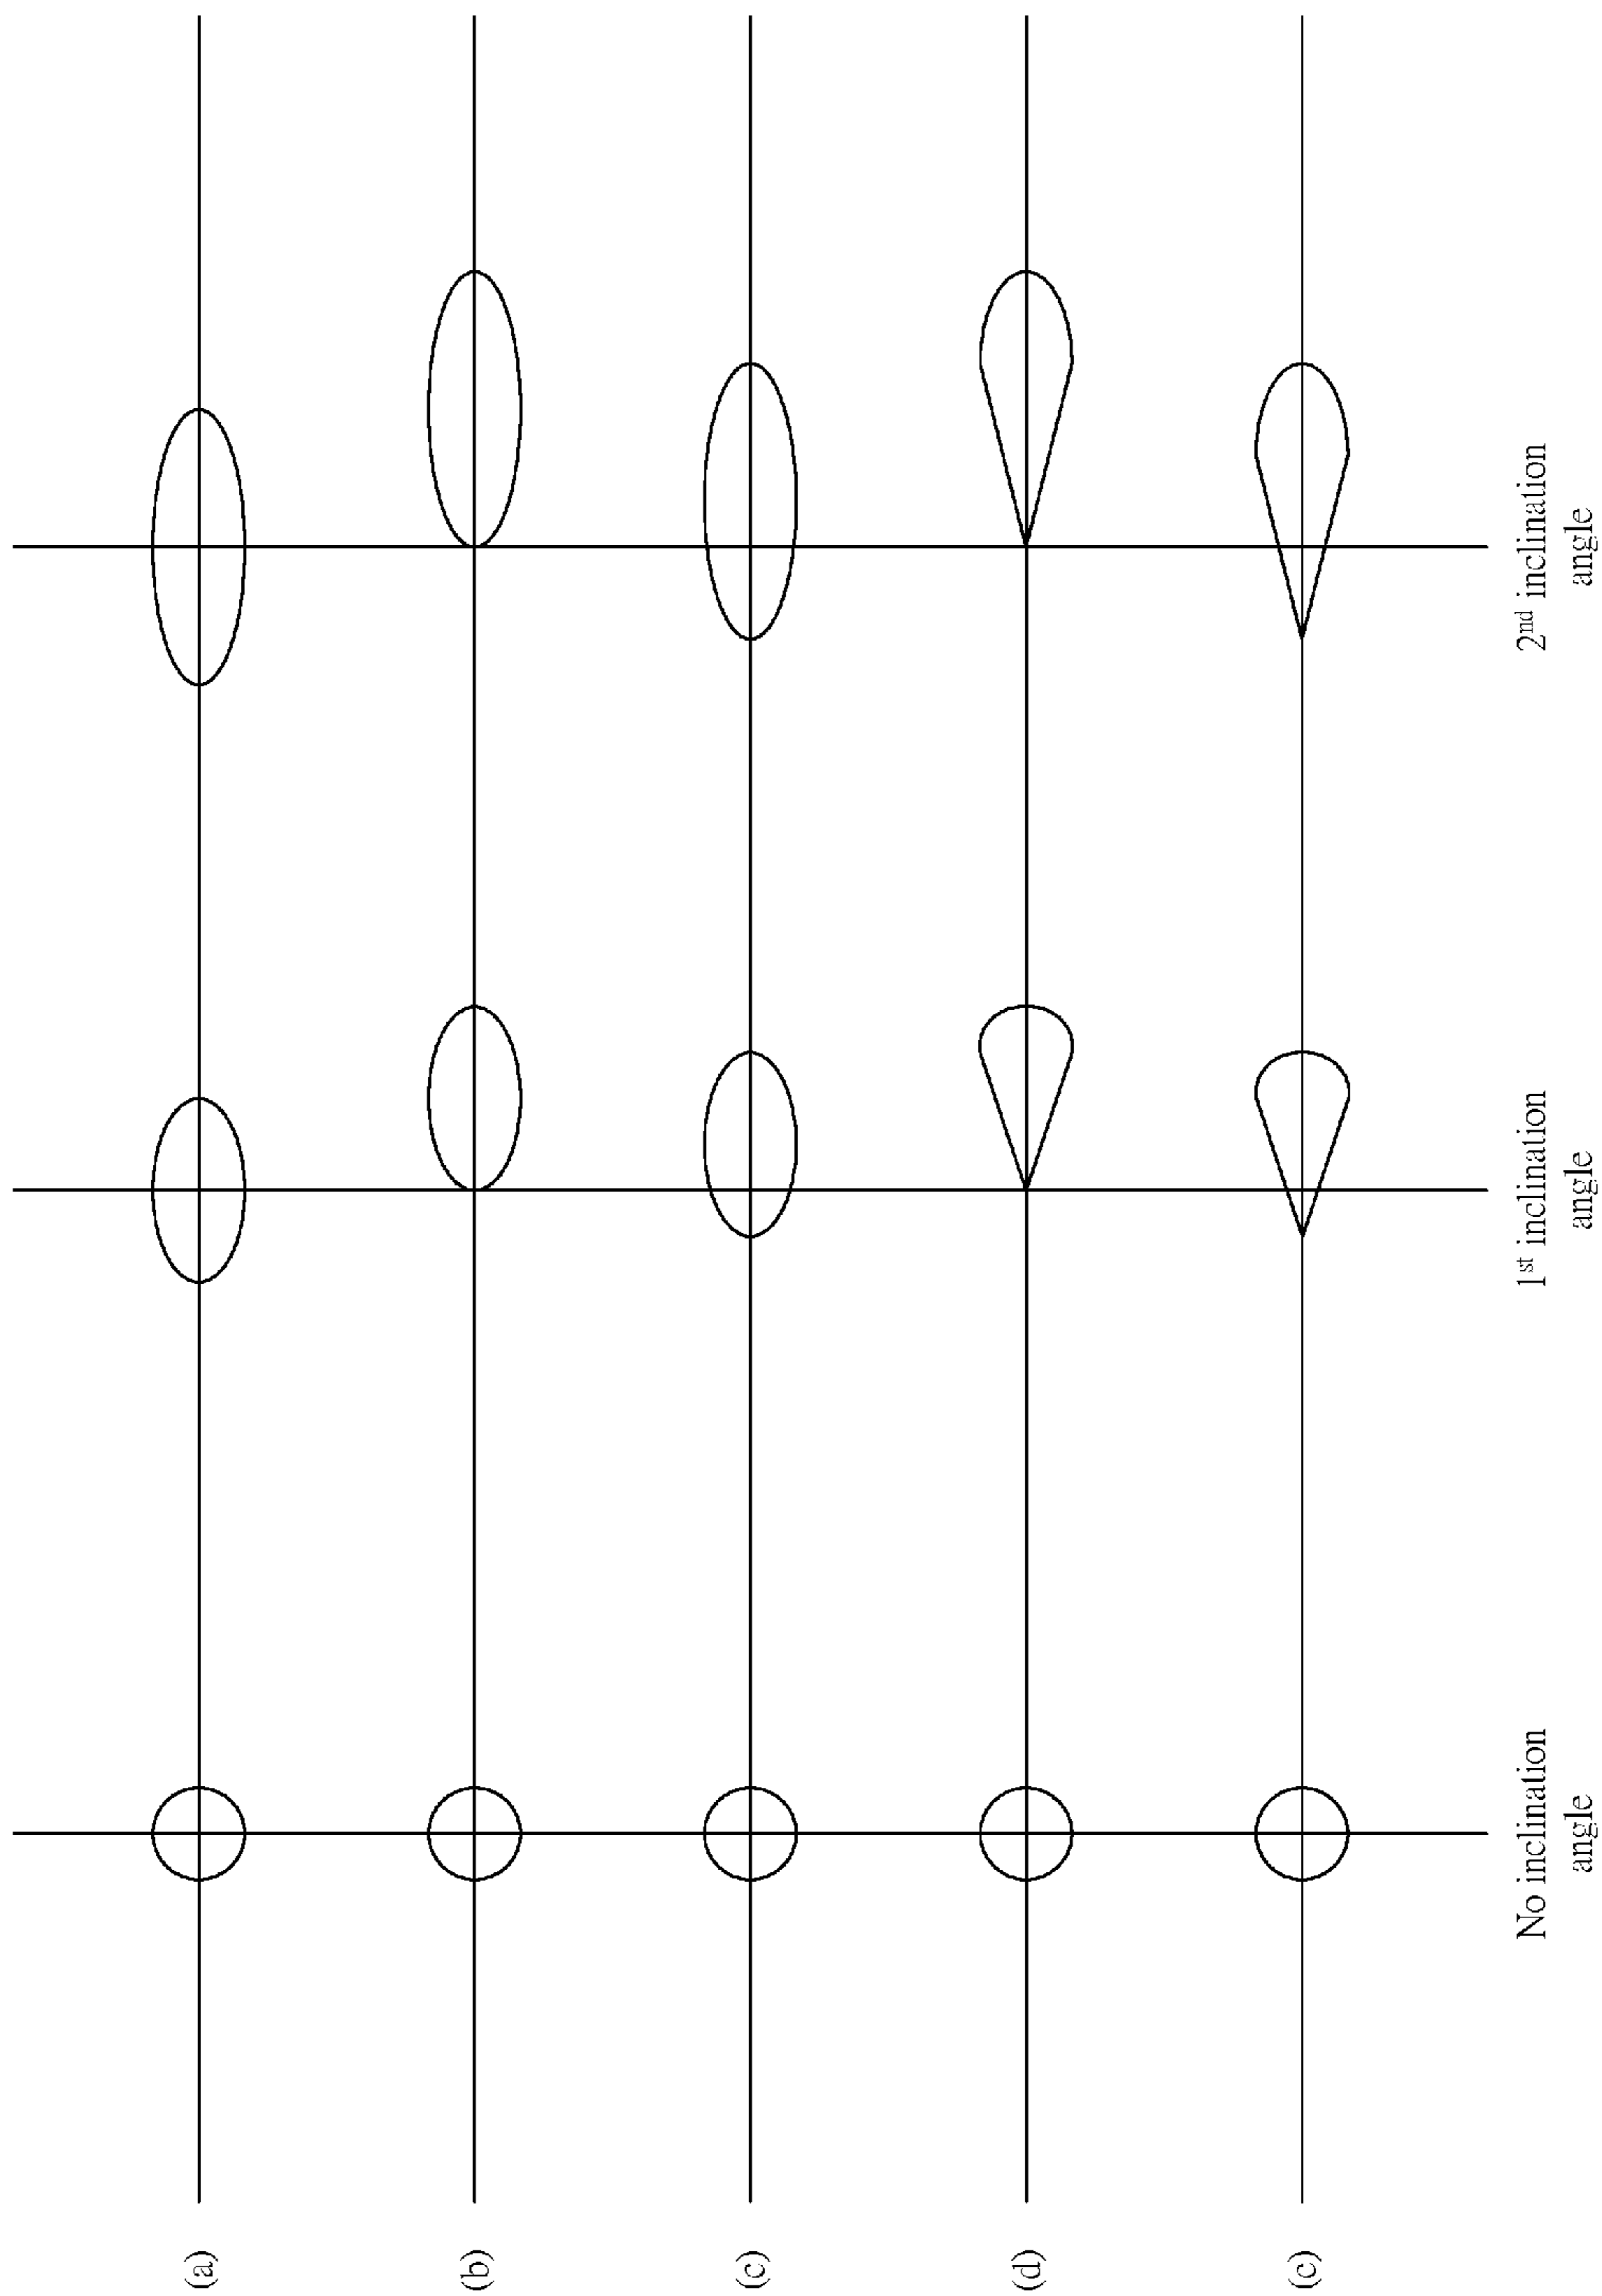 (a)
(b)
(c)
(d)
(e)
No inclination
angle
1st inclination
angle
2nd inclination
angle